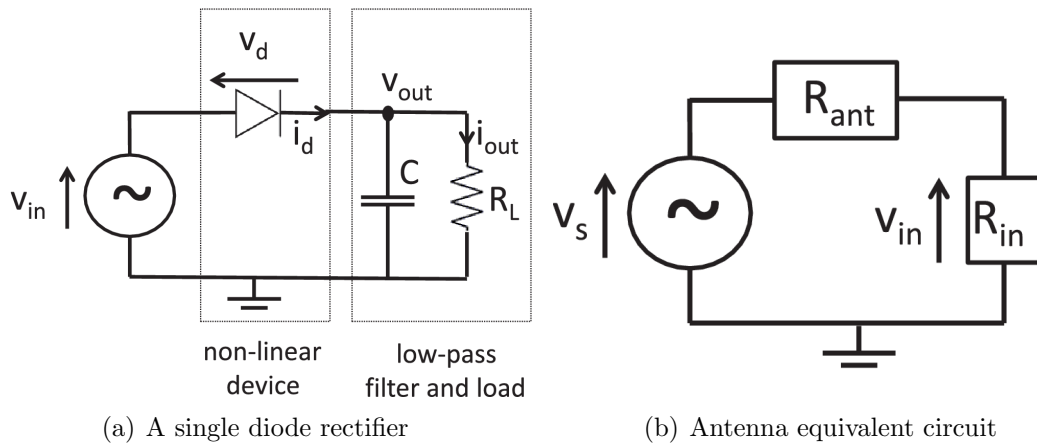 v_d
v_out
i_d
i_out
v_in
C
R_L
non-linear
device
low-pass
filter and load
(a) A single diode rectifier
R_ant
v_s
~
v_in
R_in
(b) Antenna equivalent circuit